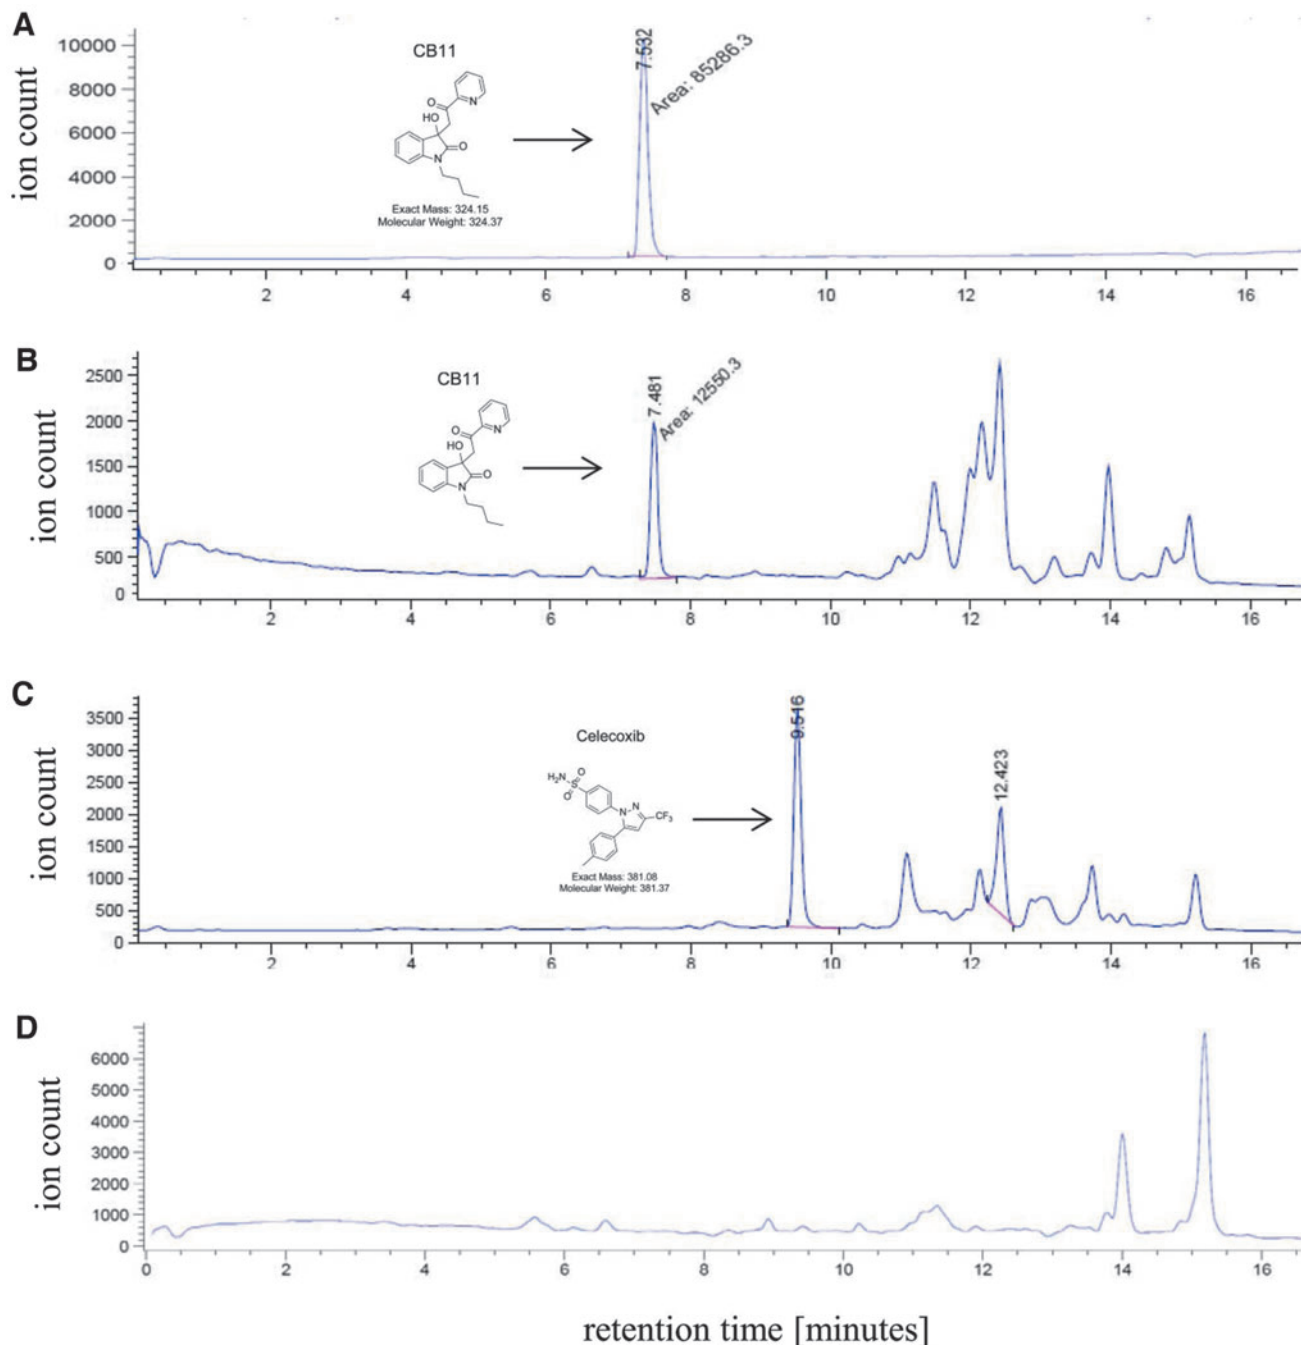 A
ion count
10000
8000
6000
4000
2000
0
CB11
O
N
HO
O
N
Exact Mass: 324.15
Molecular Weight: 324.37
7.532
Area: 85286.3
2 4 6 8 10 12 14 16
B
ion count
2500
2000
1500
1000
500
0
CB11
O
N
HO
O
N
7.481
Area: 12550.3
2 4 6 8 10 12 14 16
C
ion count
3500
3000
2500
2000
1500
1000
500
0
Celecoxib
H2N
O
S
O
N
N
CF3
Exact Mass: 381.08
Molecular Weight: 381.37
9.516
12.423
2 4 6 8 10 12 14 16
D
ion count
6000
5000
4000
3000
2000
1000
0
0 2 4 6 8 10 12 14 16
retention time [minutes]